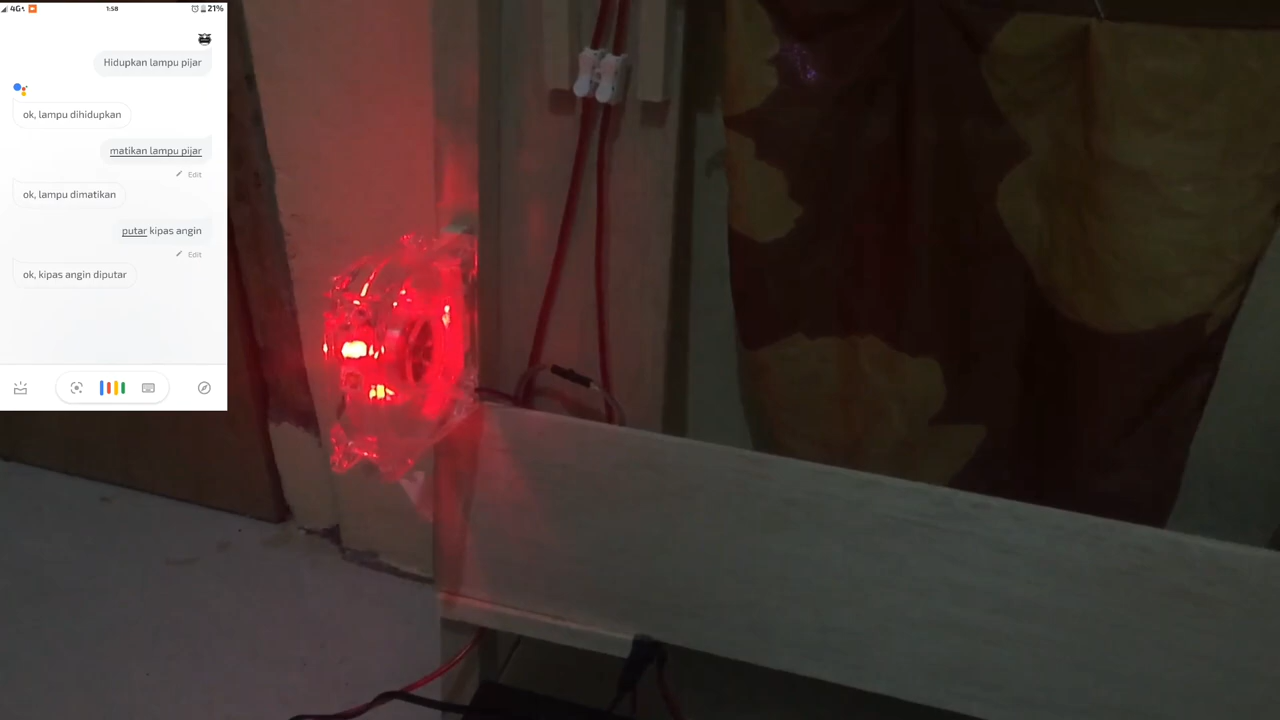 4G
1:58
21%
Hidupkan lampu pijar
ok, lampu dihidupkan
matikan lampu pijar
Edit
ok, lampu dimatikan
putar kipas angin
Edit
ok, kipas angin diputar